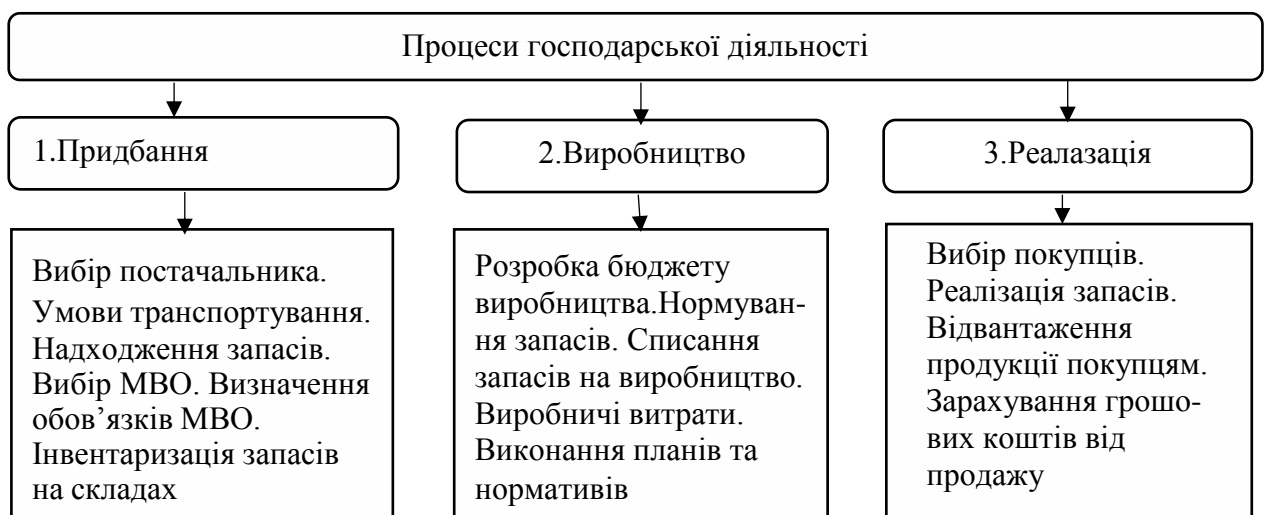 Процеси господарської діяльності
1.Придбання
2.Виробництво
3.Реалазація
Вибір постачальника.
Умови транспортування.
Надходження запасів.
Вибір МВО. Визначення
обов’язків МВО.
Інвентаризація запасів
на складах
Розробка бюджету
виробництва.Нормуван-
ня запасів. Списання
запасів на виробництво.
Виробничі витрати.
Виконання планів та
нормативів
Вибір покупців.
Реалізація запасів.
Відвантаження
продукції покупцям.
Зарахування грошо-
вих коштів від
продажу